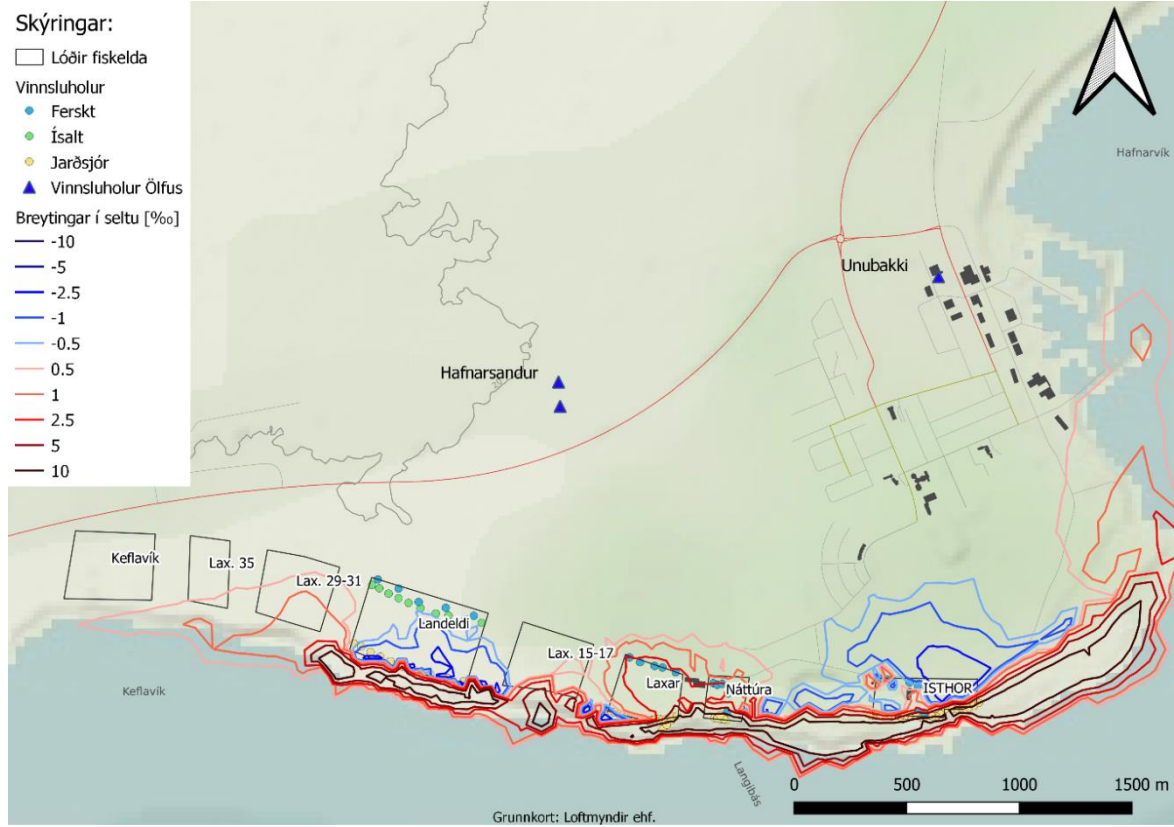 Skýringar:
Lóðir fiskelda
Vinnsluholur
Ferskt
Ísalt
Jarðsjór
Vinnsluholur Ölfus
Breytingar í seltu [‰]
-10
-5
-2.5
-1
-0.5
0.5
1
2.5
5
10
Hafnarvík
Unubakki
Hafnarsandur
20
Keflavík
Lax. 35
Lax. 29-31
Landeldi
Lax. 15-17
Laxar
Náttúra
ISTHOR
Keflavík
Langibás
0 500 1000 1500 m
Grunnkort: Loftmyndir ehf.